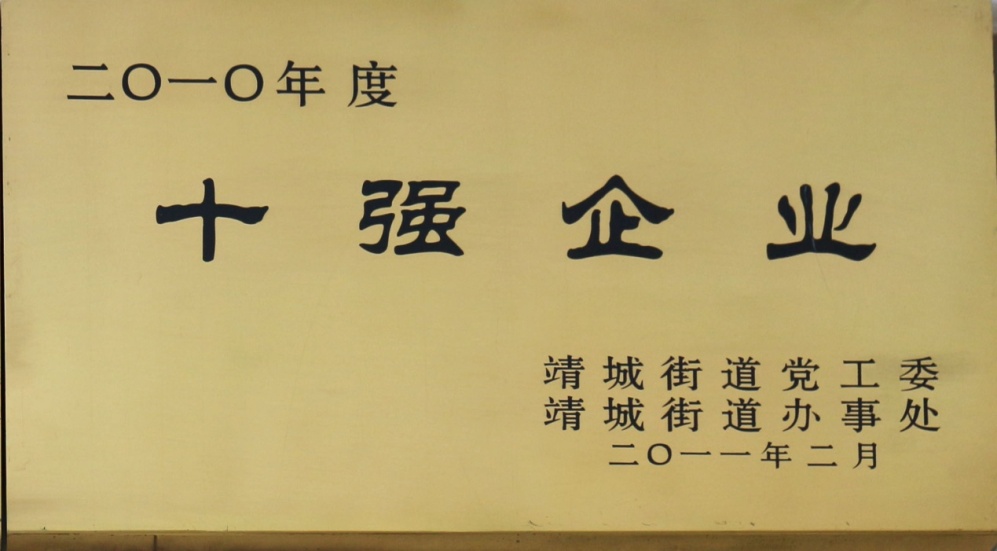 二〇一〇年度
十强企业
靖城街道党工委
靖城街道办事处
二〇一一年二月